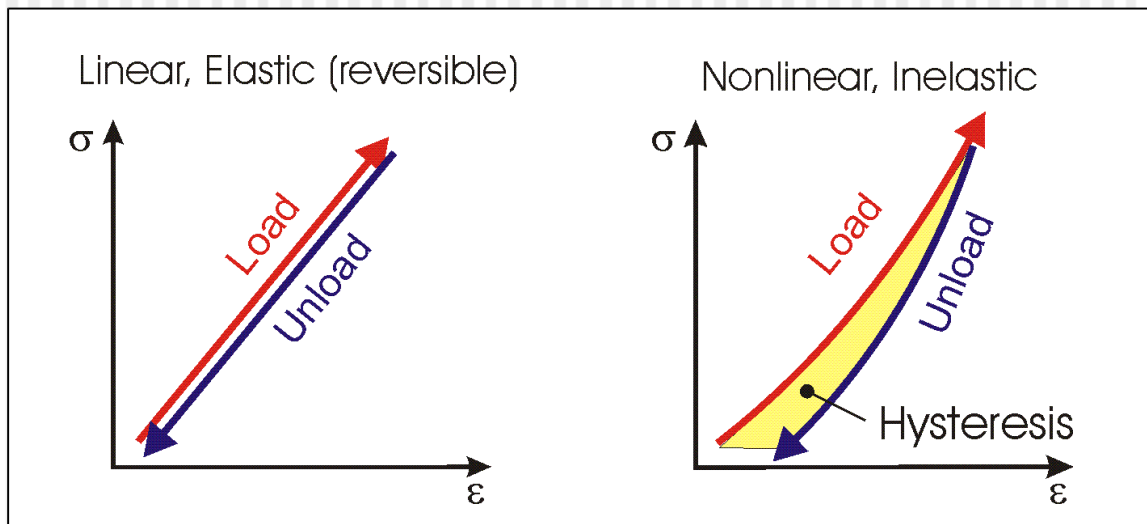 Linear, Elastic (reversible)
σ
Load
Unload
ε
Nonlinear, Inelastic
σ
Load
Unload
Hysteresis
ε